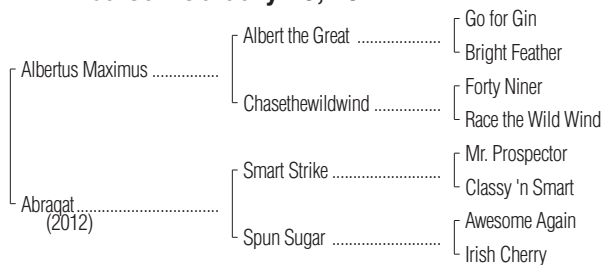 Go for Gin
Albert the Great
Bright Feather
Albertus Maximus
Forty Niner
Chasethewildwind
Race the Wild Wind
Mr. Prospector
Smart Strike
Classy 'n Smart
Abragat
(2012)
Awesome Again
Spun Sugar
Irish Cherry